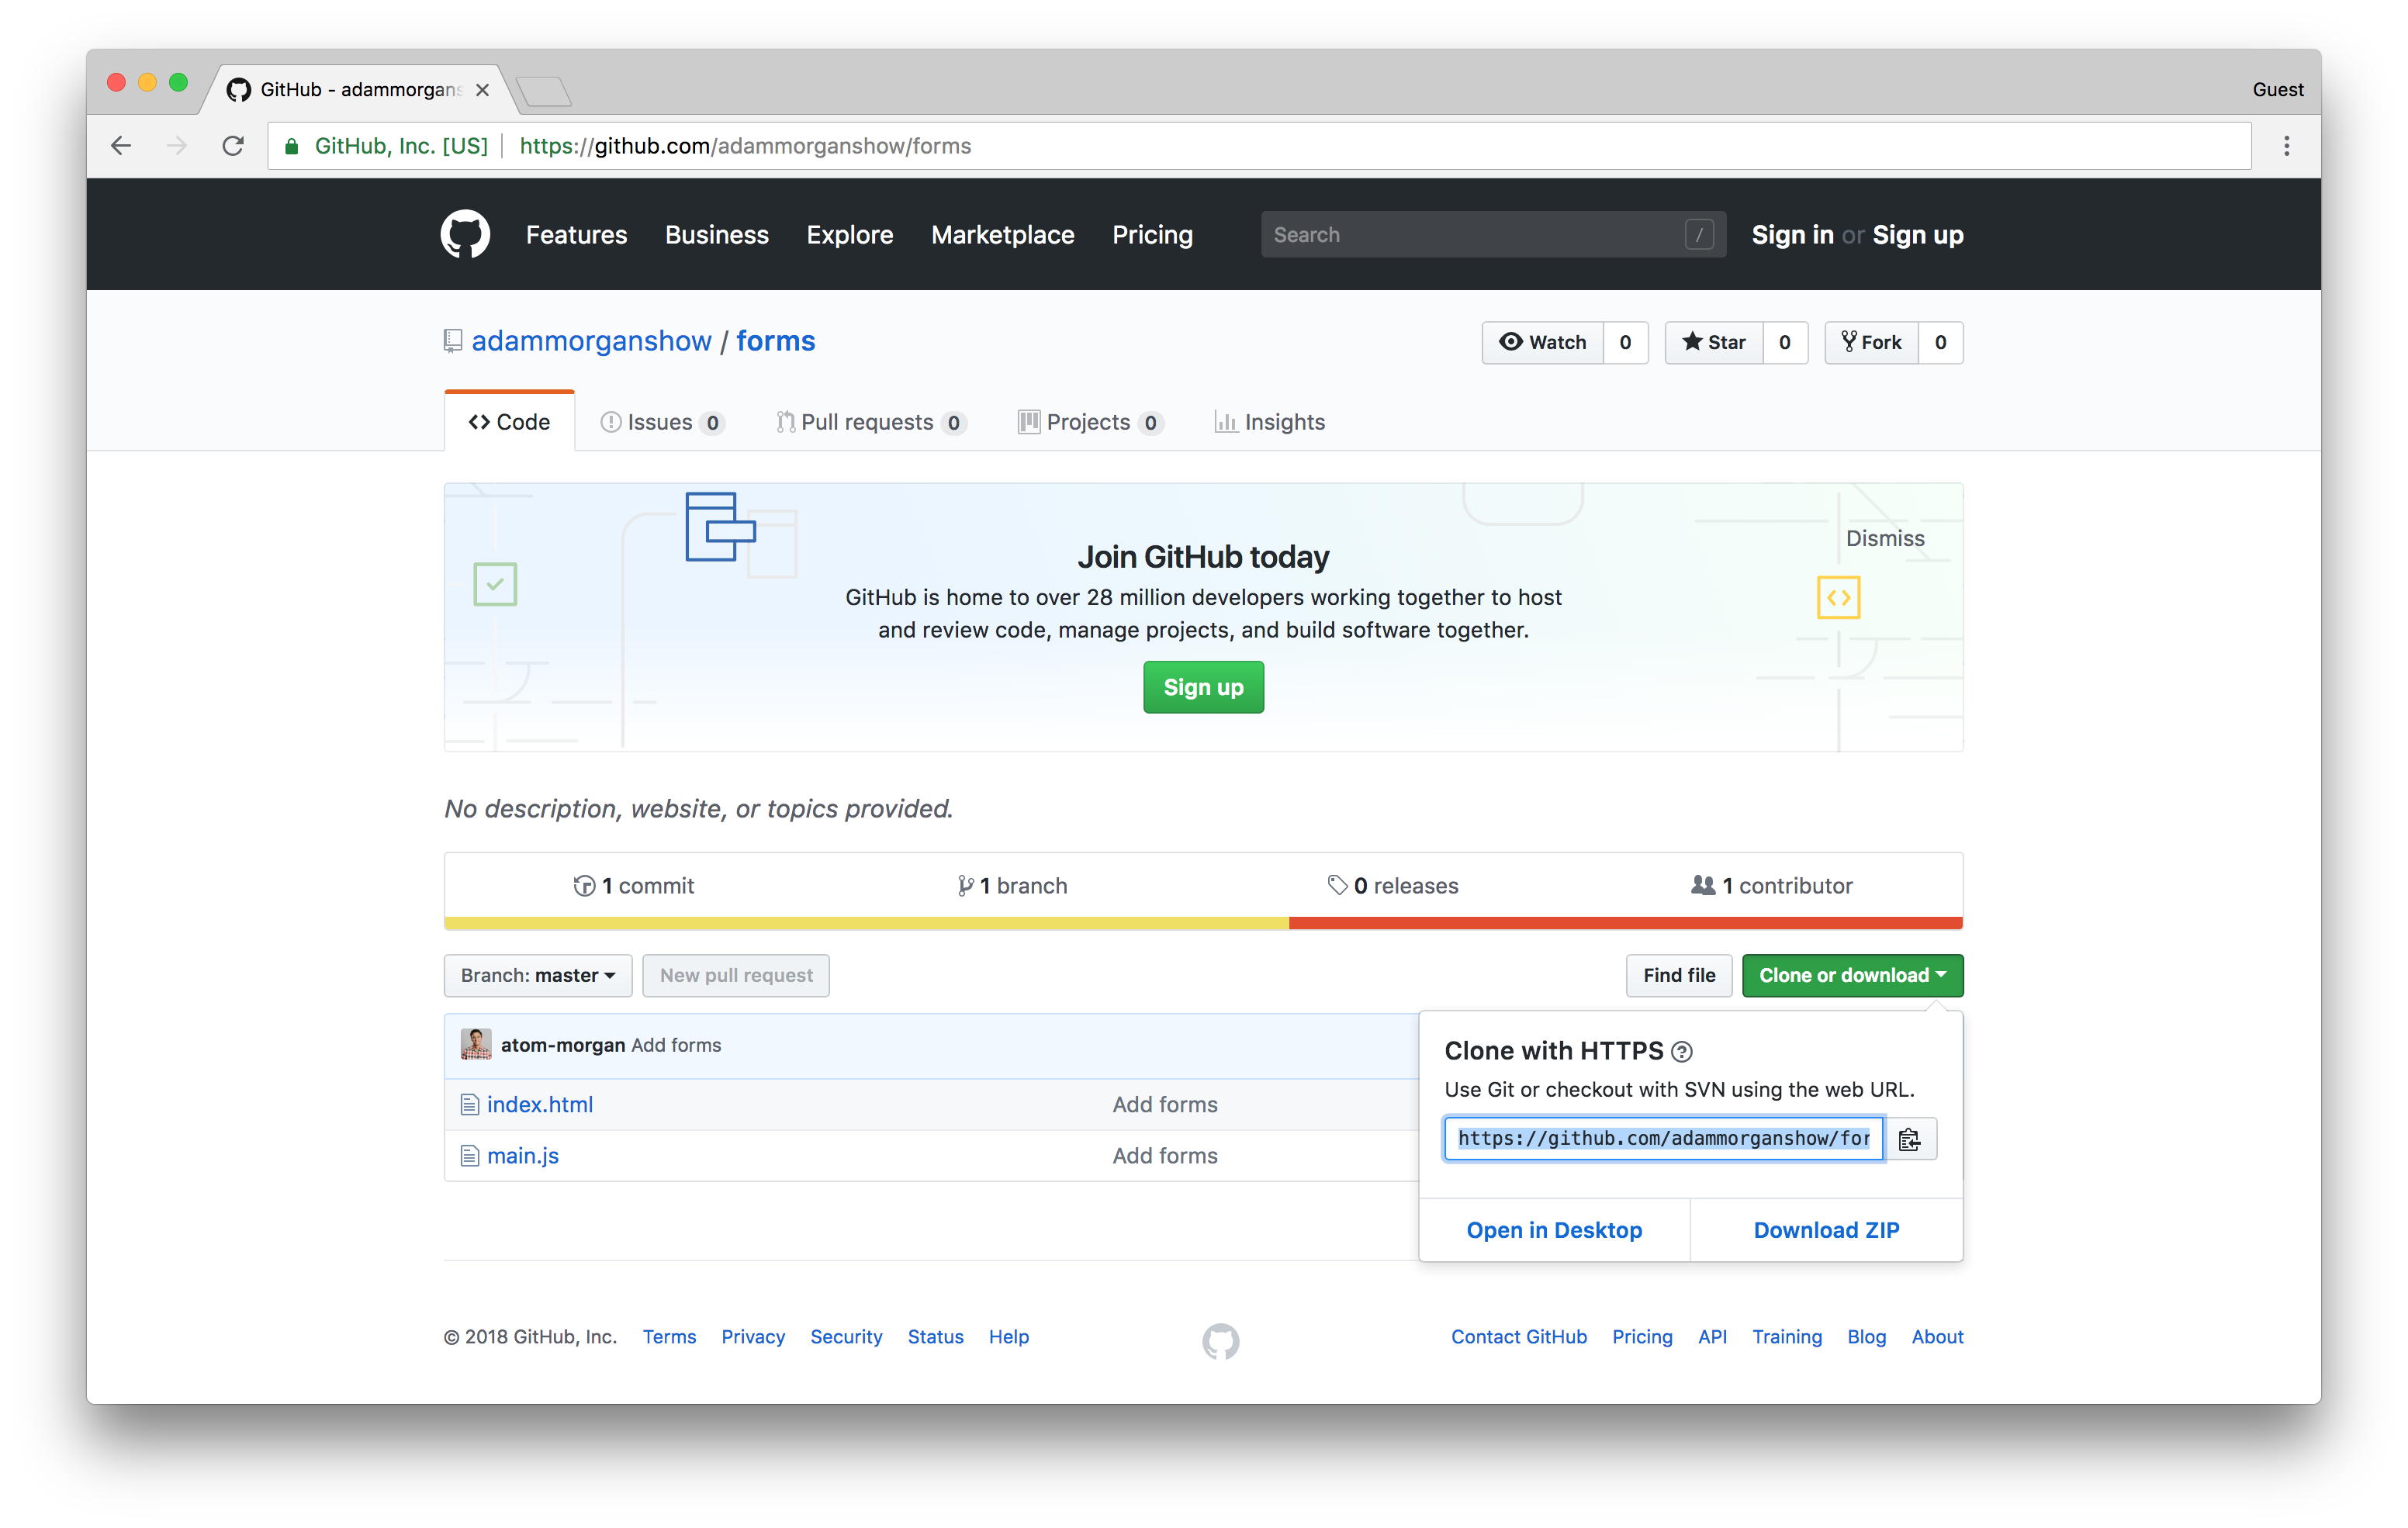 GitHub - adammorgans
Guest
GitHub, Inc. [US] https://github.com/adammorganshow/forms
Features Business Explore Marketplace Pricing Search / Sign in or Sign up
adammorganshow / forms
Watch 0 Star 0 Fork 0
Code Issues 0 Pull requests 0 Projects 0 Insights
Dismiss
Join GitHub today
GitHub is home to over 28 million developers working together to host
and review code, manage projects, and build software together.
Sign up
No description, website, or topics provided.
1 commit 1 branch 0 releases 1 contributor
Branch: master New pull request Find file Clone or download
atom-morgan Add forms
index.html Add forms
main.js Add forms
Clone with HTTPS ?
Use Git or checkout with SVN using the web URL.
https://github.com/adammorganshow/for
Open in Desktop Download ZIP
© 2018 GitHub, Inc. Terms Privacy Security Status Help
Contact GitHub Pricing API Training Blog About